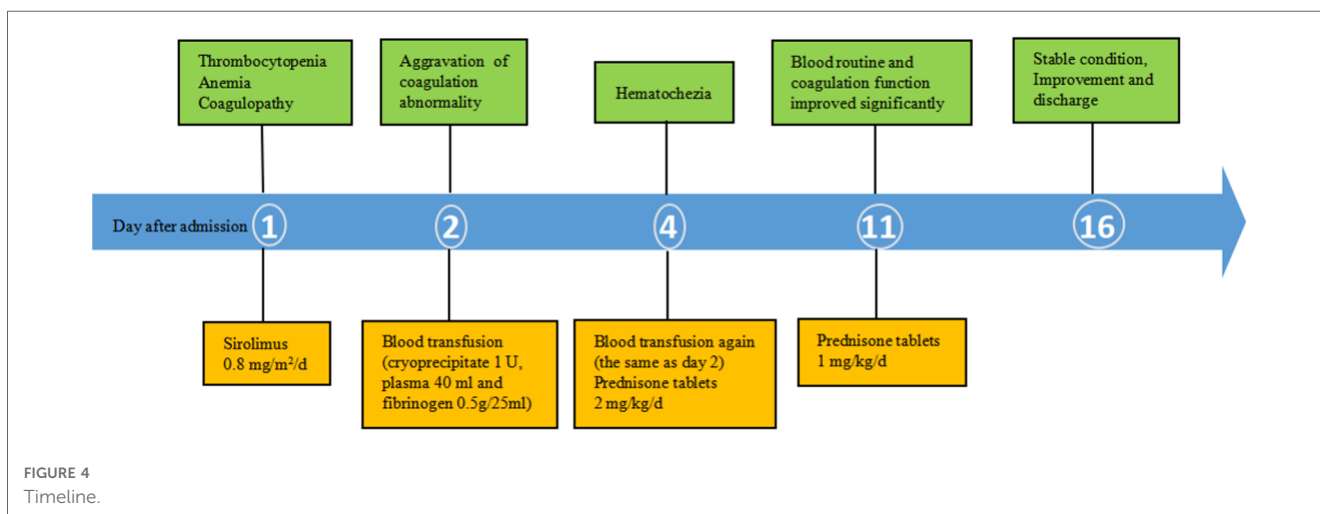 Thrombocytopenia
Anemia
Coagulopathy
Aggravation of
coagulation
abnormality
Hematochezia
Blood routine and
coagulation function
improved significantly
Stable condition,
Improvement and
discharge
Day after admission 1 2 4 11 16
Sirolimus
0.8 mg/m²/d
Blood transfusion
(cryoprecipitate 1 U,
plasma 40 ml and
fibrinogen 0.5g/25ml)
Blood transfusion again
(the same as day 2)
Prednisone tablets
2 mg/kg/d
Prednisone tablets
1 mg/kg/d
FIGURE 4
Timeline.